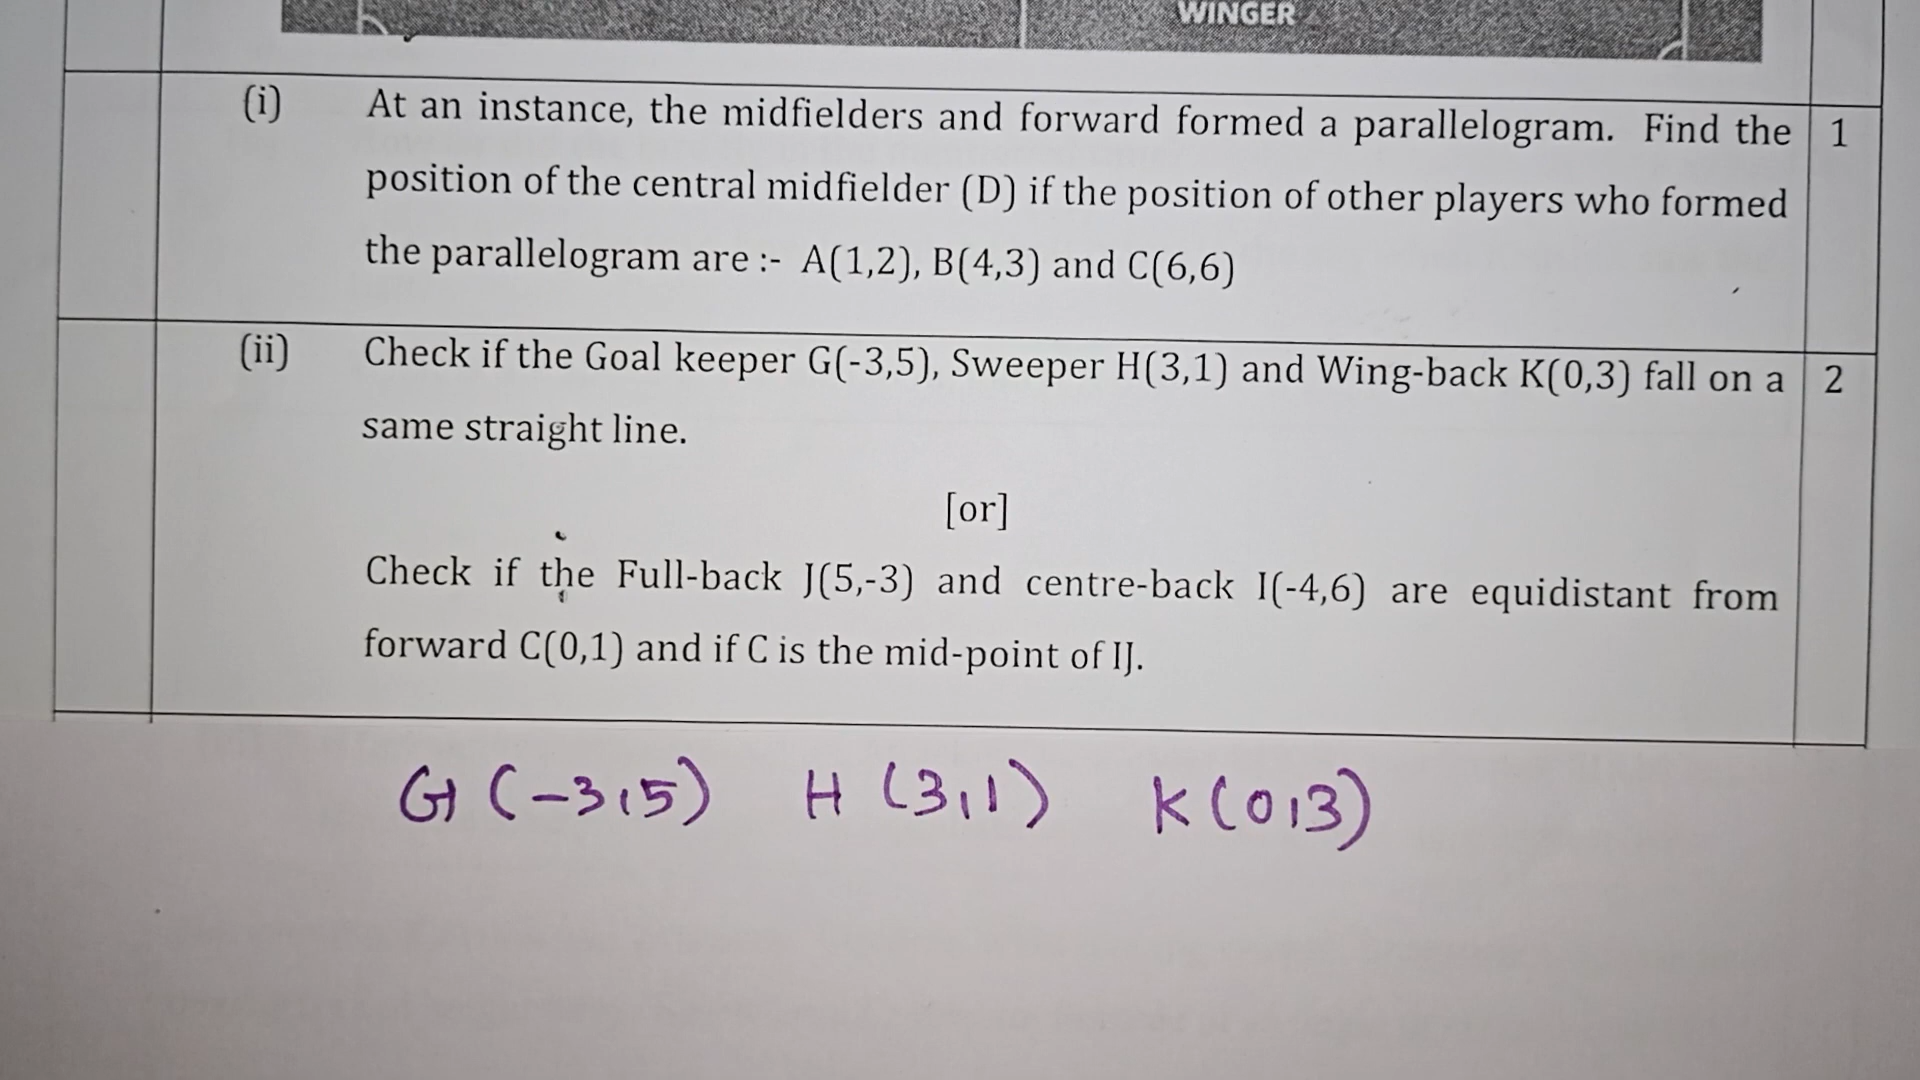 WINGER
(i) At an instance, the midfielders and forward formed a parallelogram. Find the 1
position of the central midfielder (D) if the position of other players who formed
the parallelogram are :- A(1,2), B(4,3) and C(6,6)
(ii) Check if the Goal keeper G(-3,5), Sweeper H(3,1) and Wing-back K(0,3) fall on a 2
same straight line.
[or]
Check if the Full-back J(5,-3) and centre-back I(-4,6) are equidistant from
forward C(0,1) and if C is the mid-point of IJ.
G (-3,5) H (3,1) K (0,3)